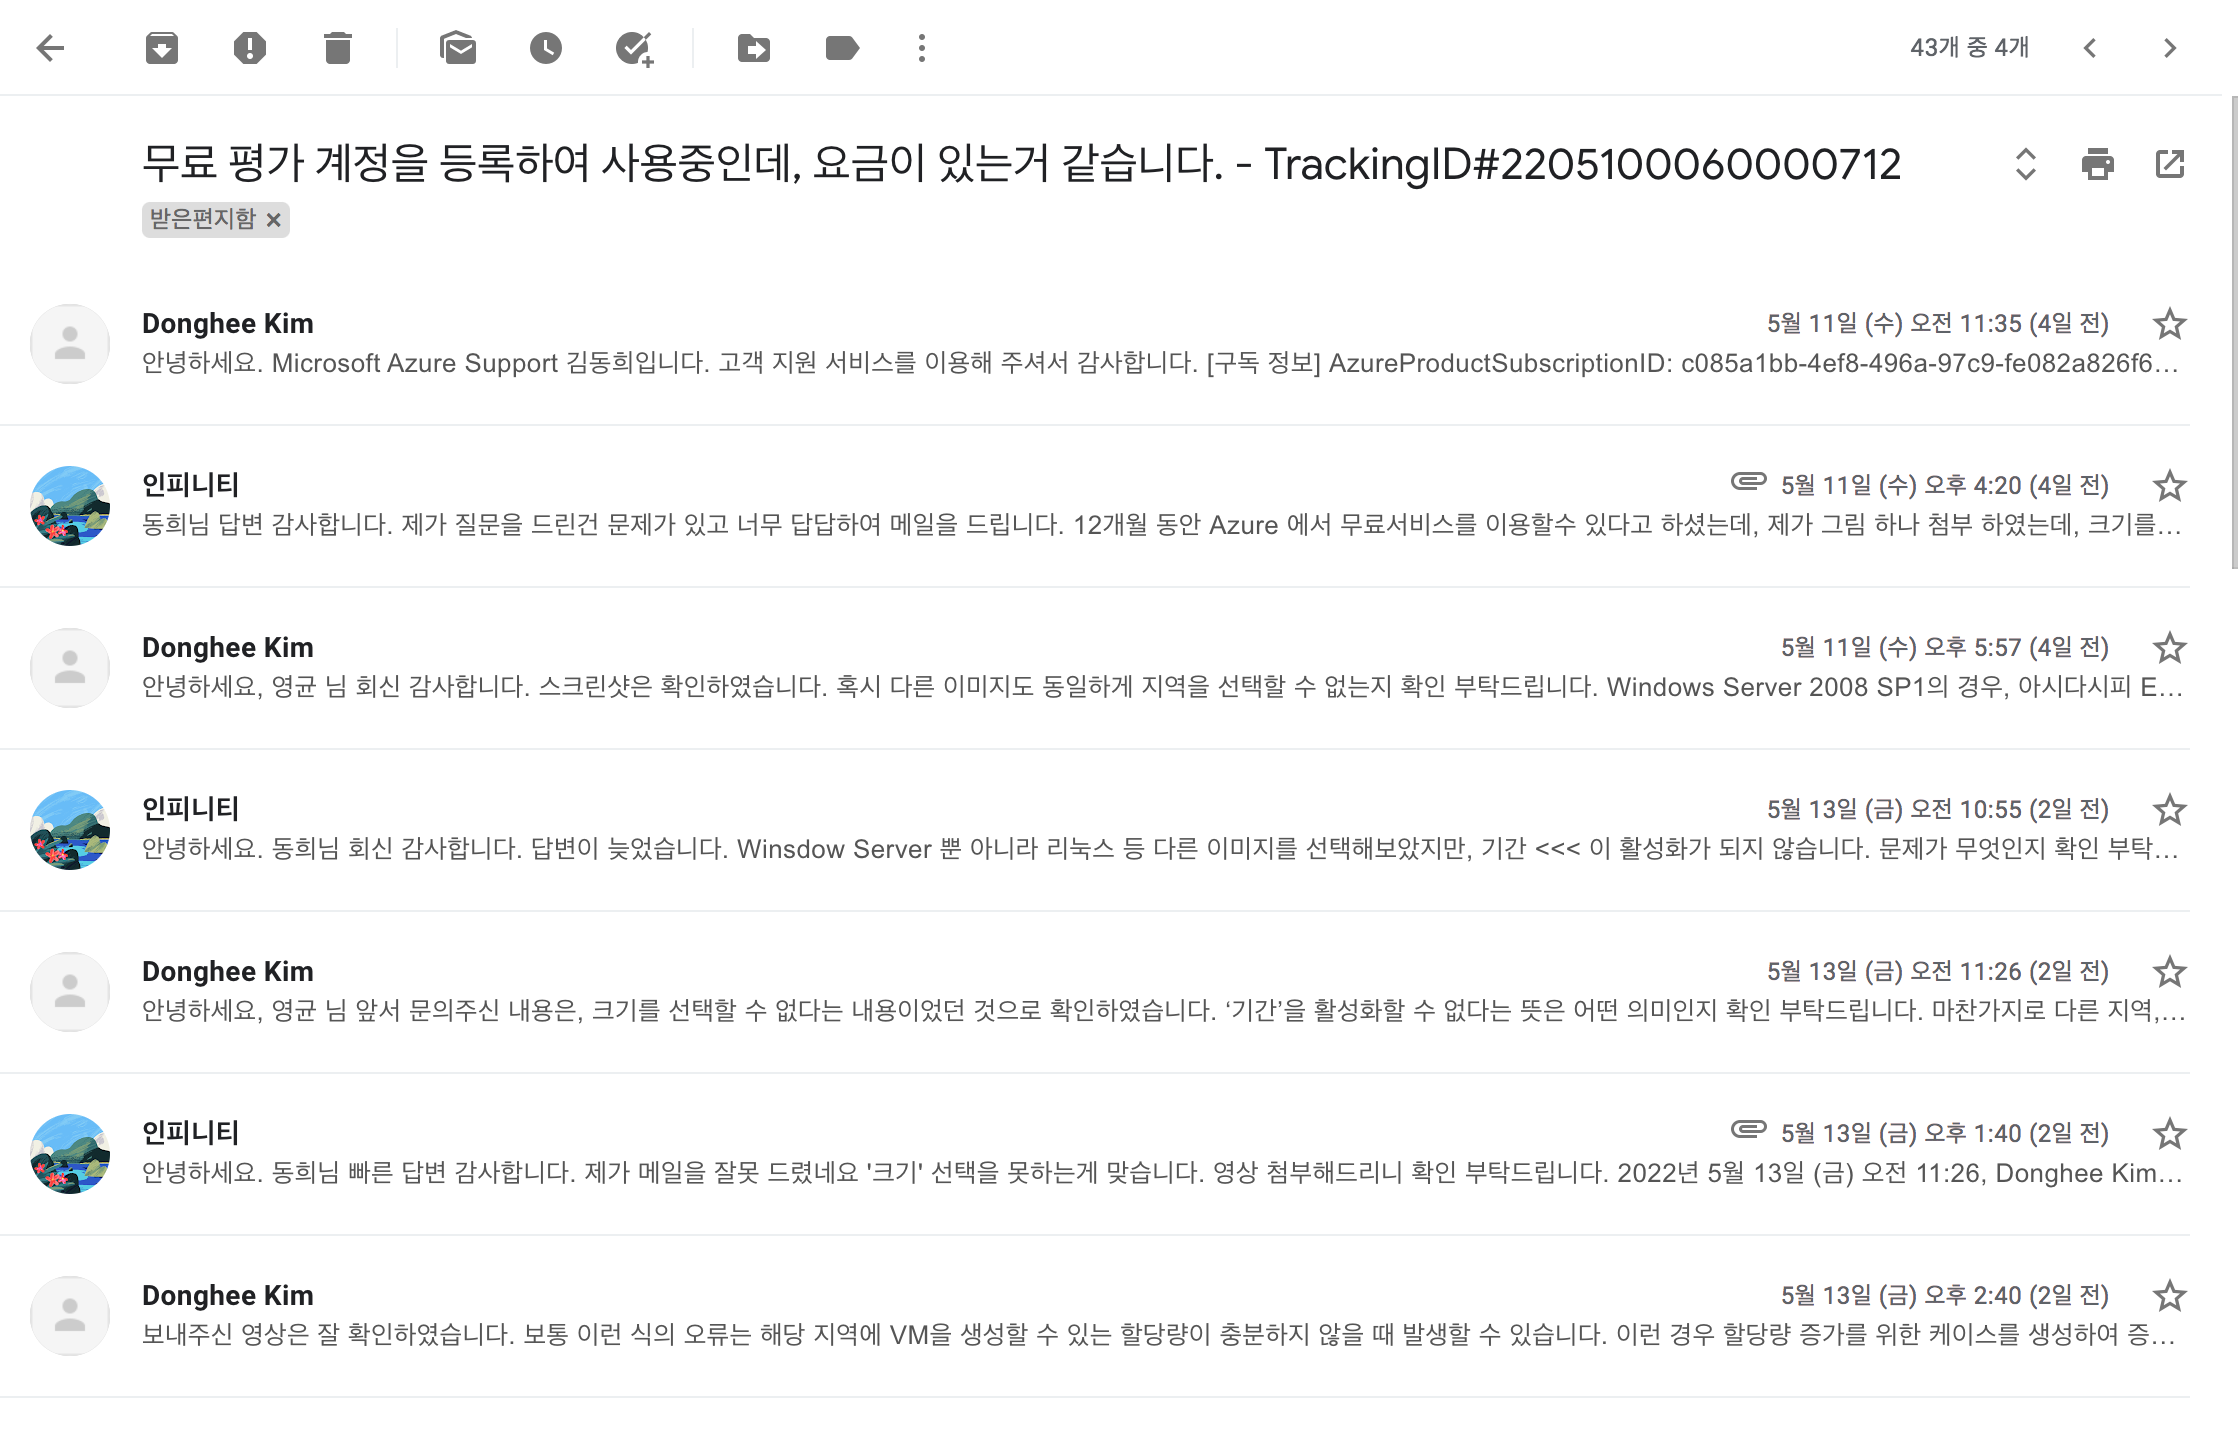 43개 중 4개
무료 평가 계정을 등록하여 사용중인데, 요금이 있는거 같습니다. - TrackingID#2205100060000712
받은편지함 ×
Donghee Kim
5월 11일 (수) 오전 11:35 (4일 전)
안녕하세요. Microsoft Azure Support 김동희입니다. 고객 지원 서비스를 이용해 주셔서 감사합니다. [구독 정보] AzureProductSubscriptionID: c085a1bb-4ef8-496a-97c9-fe082a826f6…
인피니티
5월 11일 (수) 오후 4:20 (4일 전)
동희님 답변 감사합니다. 제가 질문을 드린건 문제가 있고 너무 답답하여 메일을 드립니다. 12개월 동안 Azure 에서 무료서비스를 이용할수 있다고 하셨는데, 제가 그림 하나 첨부 하였는데, 크기를…
Donghee Kim
5월 11일 (수) 오후 5:57 (4일 전)
안녕하세요, 영균 님 회신 감사합니다. 스크린샷은 확인하였습니다. 혹시 다른 이미지도 동일하게 지역을 선택할 수 없는지 확인 부탁드립니다. Windows Server 2008 SP1의 경우, 아시다시피 E…
인피니티
5월 13일 (금) 오전 10:55 (2일 전)
안녕하세요. 동희님 회신 감사합니다. 답변이 늦었습니다. Winsdow Server 뿐 아니라 리눅스 등 다른 이미지를 선택해보았지만, 기간 <<< 이 활성화가 되지 않습니다. 문제가 무엇인지 확인 부탁…
Donghee Kim
5월 13일 (금) 오전 11:26 (2일 전)
안녕하세요, 영균 님 앞서 문의주신 내용은, 크기를 선택할 수 없다는 내용이었던 것으로 확인하였습니다. ‘기간’을 활성화할 수 없다는 뜻은 어떤 의미인지 확인 부탁드립니다. 마찬가지로 다른 지역,…
인피니티
5월 13일 (금) 오후 1:40 (2일 전)
안녕하세요. 동희님 빠른 답변 감사합니다. 제가 메일을 잘못 드렸네요 '크기' 선택을 못하는게 맞습니다. 영상 첨부해드리니 확인 부탁드립니다. 2022년 5월 13일 (금) 오전 11:26, Donghee Kim…
Donghee Kim
5월 13일 (금) 오후 2:40 (2일 전)
보내주신 영상은 잘 확인하였습니다. 보통 이런 식의 오류는 해당 지역에 VM을 생성할 수 있는 할당량이 충분하지 않을 때 발생할 수 있습니다. 이런 경우 할당량 증가를 위한 케이스를 생성하여 증…